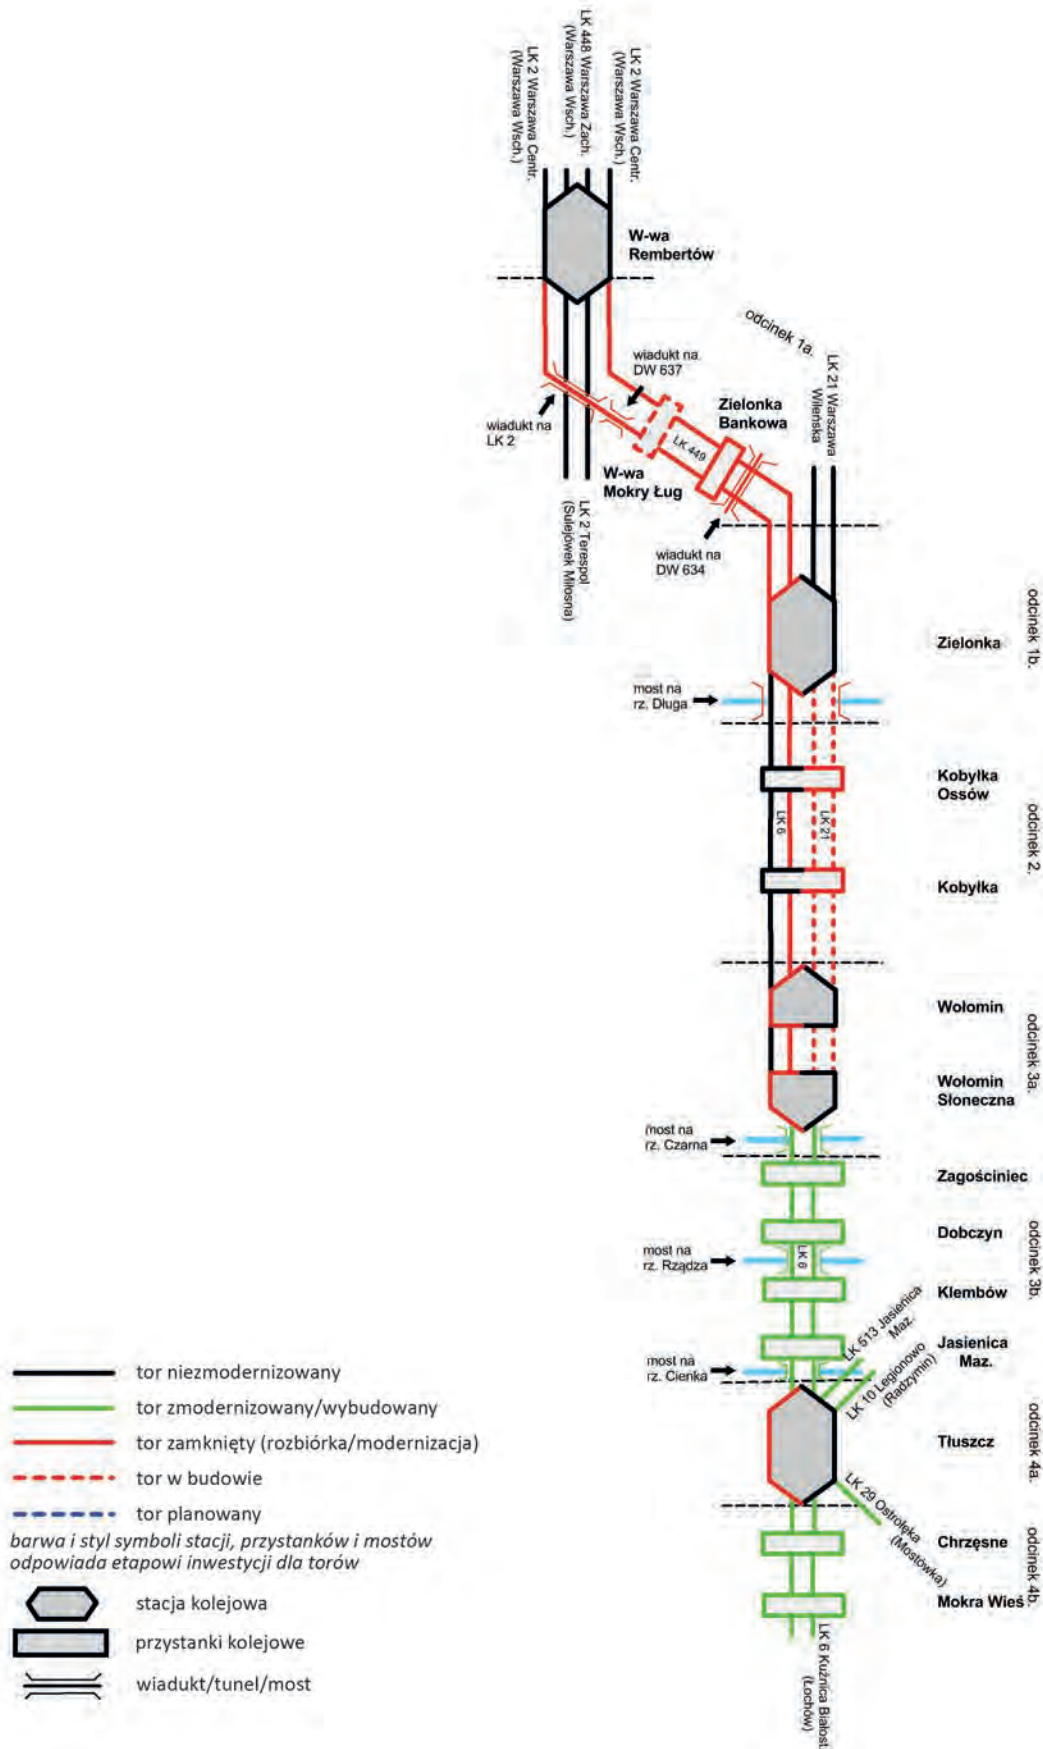 LK 2 Warszawa Centr.
(Warszawa Wsch.)
LK 448 Warszawa Zach.
(Warszawa Wsch.)
LK 2 Warszawa Centr.
(Warszawa Wsch.)
W-wa
Rembertów
odcinek 1a.
wiadukt na
DW 637
LK 21 Warszawa
Wileńska
Zielonka
Bankowa
wiadukt na
LK 2
LK 449
W-wa
Mokry Ług
LK 2 Terespol
(Sulejówek Miłosna)
wiadukt na
DW 634
odcinek 1b.
Zielonka
most na
rz. Długa
Kobyłka
Ossów
LK 6
LK 21
odcinek 2.
Kobyłka
Wołomin
odcinek 3a.
Wołomin
Słoneczna
most na
rz. Czarna
Zagościniec
Dobczyn
most na
rz. Rządza
LK 6
odcinek 3b.
Klembów
LK 513 Jasienica
Maz.
Jasienica
Maz.
most na
rz. Cienka
LK 10 Legionowo
(Radzymin)
Tłuszcz
odcinek 4a.
LK 29 Ostrołęka
(Mostówka)
Chrzęsne
odcinek 4b.
Mokra Wieś
LK 6 Kuźnica Białost.
(Łochów)
tor niezmodernizowany
tor zmodernizowany/wybudowany
tor zamknięty (rozbiórka/modernizacja)
tor w budowie
tor planowany
barwa i styl symboli stacji, przystanków i mostów
odpowiada etapowi inwestycji dla torów
stacja kolejowa
przystanki kolejowe
wiadukt/tunel/most